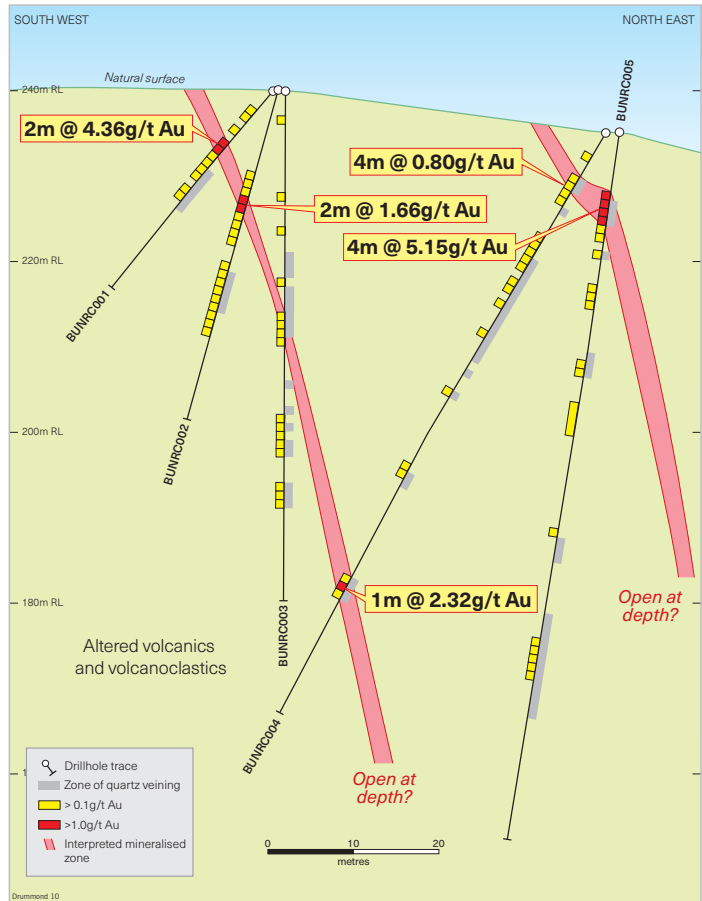 SOUTH WEST
NORTH EAST
BUNRC005
Natural surface
240m RL
2m @ 4.36g/t Au
4m @ 0.80g/t Au
2m @ 1.66g/t Au
4m @ 5.15g/t Au
220m RL
BUNRC001
200m RL
BUNRC002
180m RL
1m @ 2.32g/t Au
Open at
depth?
BUNRC003
Altered volcanics
and volcanoclastics
BUNRC004
Open at
depth?
Drillhole trace
Zone of quartz veining
> 0.1g/t Au
>1.0g/t Au
Interpreted mineralised
zone
0 10 20
metres
Drummond 10